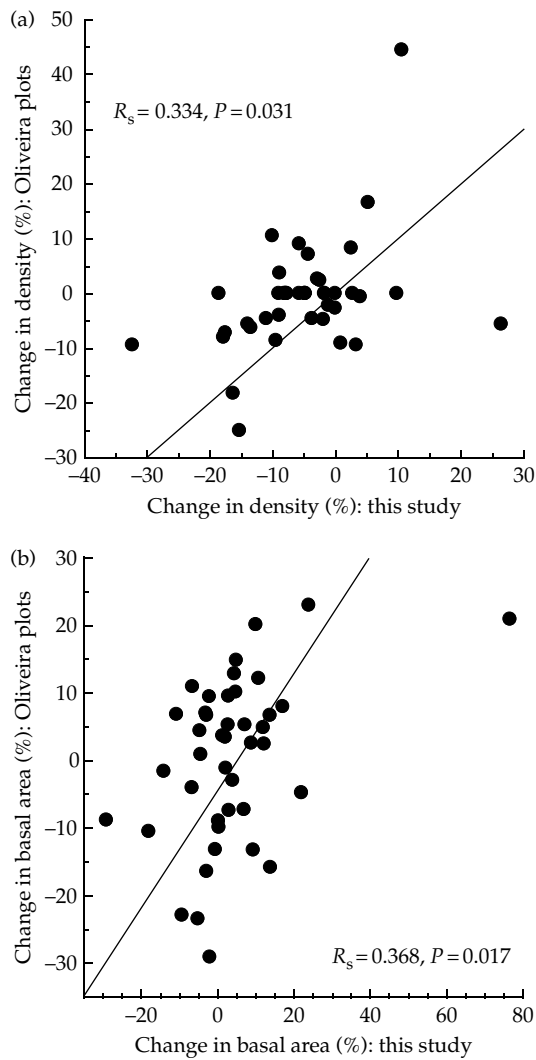 (a)
50
40
30
20
10
0
−10
−20
−30
Change in density (%): Oliveira plots
Rs = 0.334, P = 0.031
−40 −30 −20 −10 0 10 20 30
Change in density (%): this study
(b)
30
20
10
0
−10
−20
−30
Change in basal area (%): Oliveira plots
Rs = 0.368, P = 0.017
−20 0 20 40 60 80
Change in basal area (%): this study